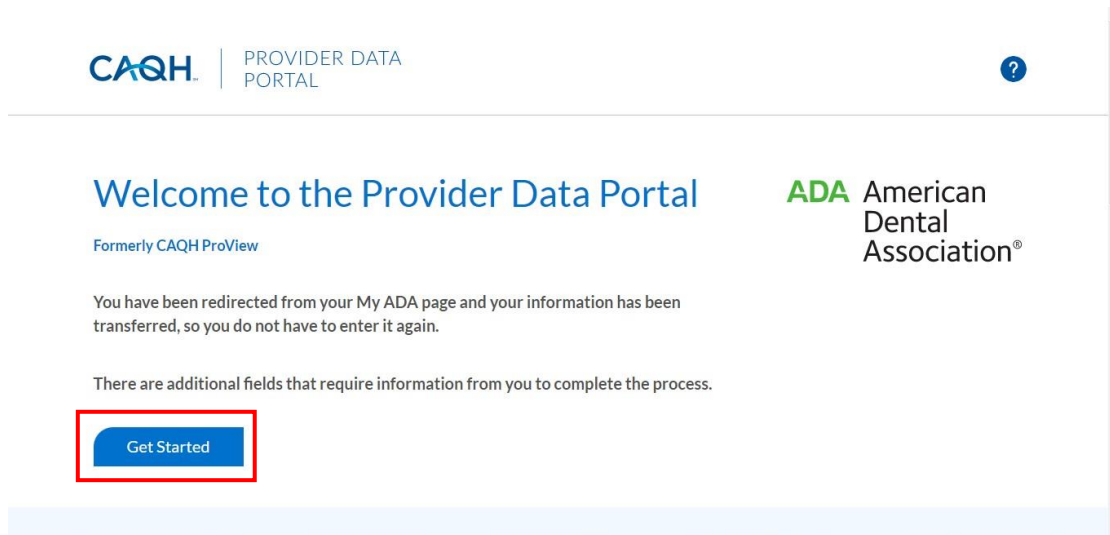 CAQH
PROVIDER DATA
PORTAL
?
Welcome to the Provider Data Portal
Formerly CAQH ProView
ADA American
Dental
Association®
You have been redirected from your My ADA page and your information has been
transferred, so you do not have to enter it again.
There are additional fields that require information from you to complete the process.
Get Started